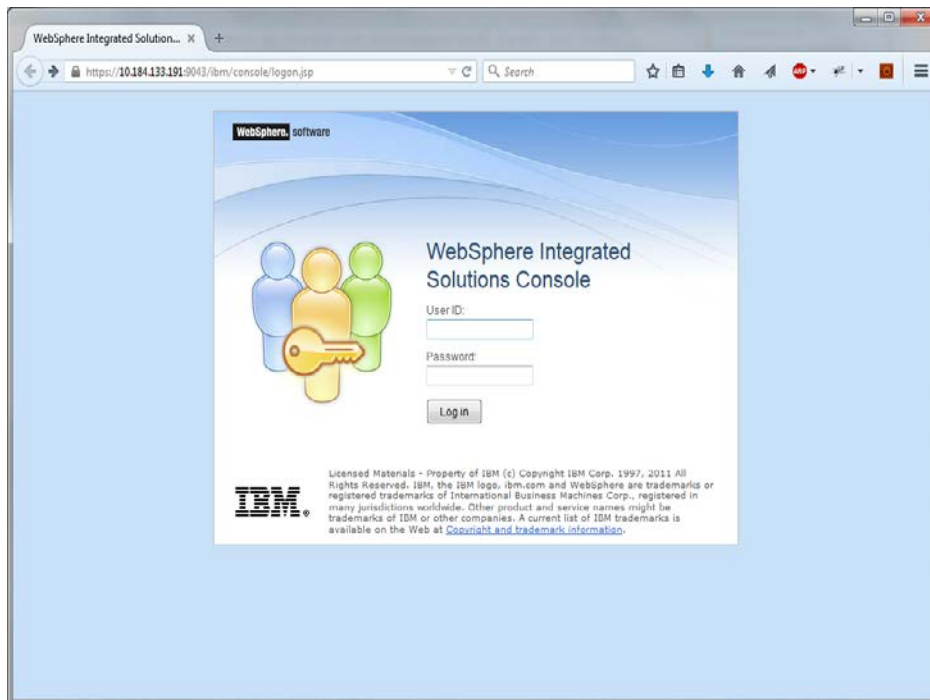 WebSphere Integrated Solution...
https://10.184.133.191:9043/ibm/console/logon.jsp
Search
ABP
WebSphere. software
WebSphere Integrated
Solutions Console
User ID:
Password:
Log in
IBM.
Licensed Materials - Property of IBM (c) Copyright IBM Corp. 1997, 2011 All
Rights Reserved. IBM, the IBM logo, ibm.com and WebSphere are trademarks or
registered trademarks of International Business Machines Corp., registered in
many jurisdictions worldwide. Other product and service names might be
trademarks of IBM or other companies. A current list of IBM trademarks is
available on the Web at Copyright and trademark information.